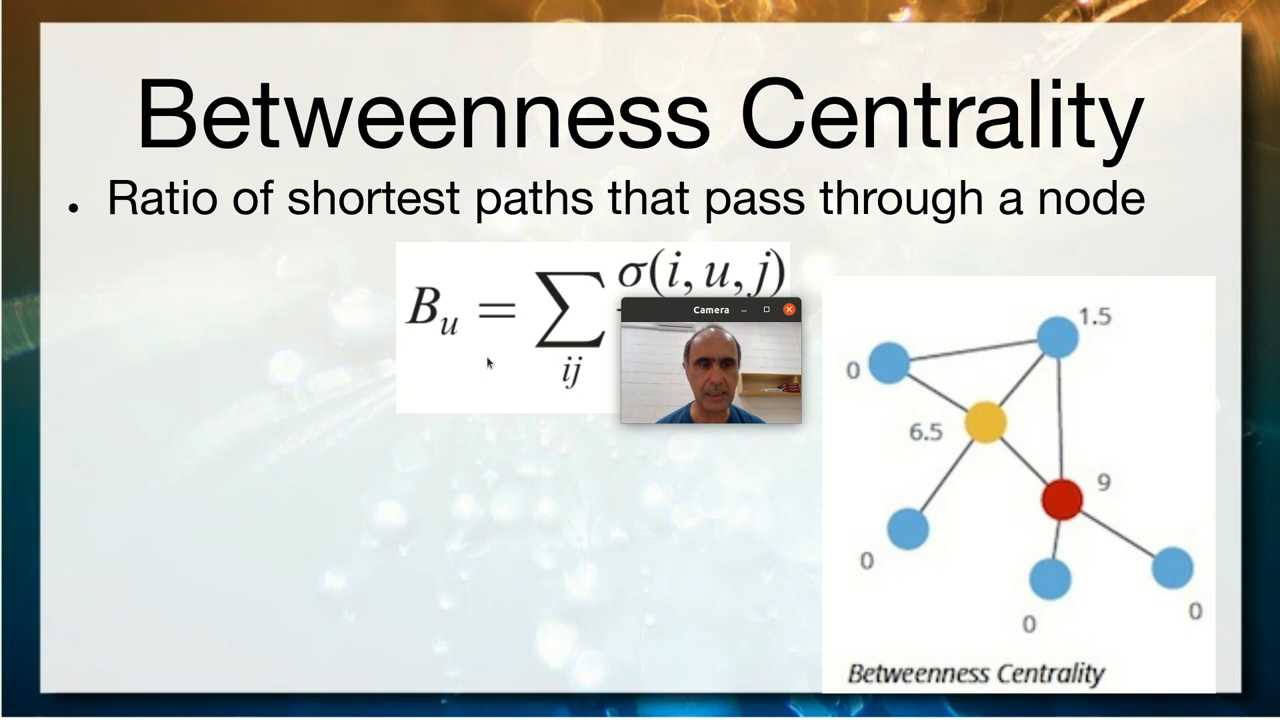 Betweenness Centrality
• Ratio of shortest paths that pass through a node
B_u = ∑_{ij} σ(i, u, j)
Camera
1.5
0
6.5
9
0
0
0
Betweenness Centrality